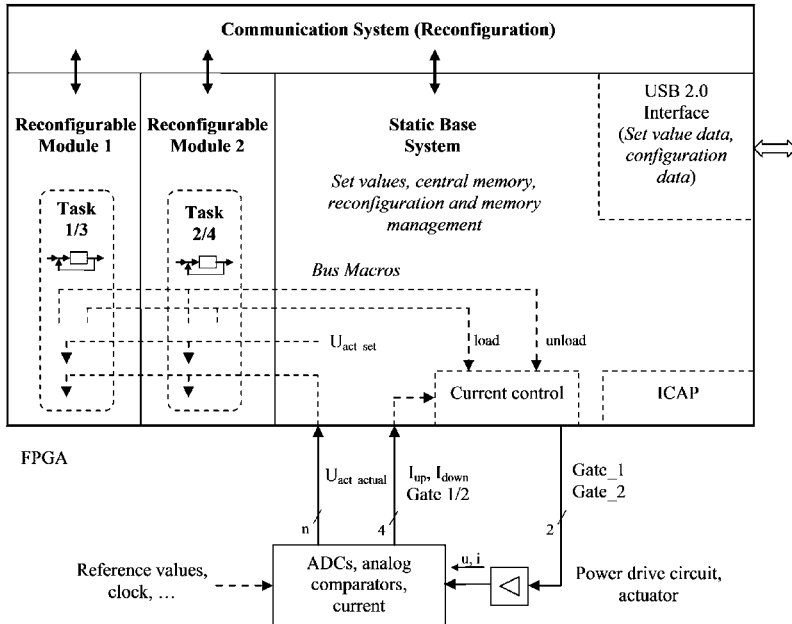 Communication System (Reconfiguration)
Reconfigurable
Module 1
Reconfigurable
Module 2
Static Base
System
USB 2.0
Interface
(Set value data,
configuration
data)
Set values, central memory,
reconfiguration and memory
management
Task
1/3
Task
2/4
Bus Macros
U_act set
load
unload
Current control
ICAP
FPGA
U_act actual
I_up, I_down
Gate 1/2
Gate_1
Gate_2
n
4
2
Reference values,
clock, …
ADCs, analog
comparators,
current
u, i
Power drive circuit,
actuator